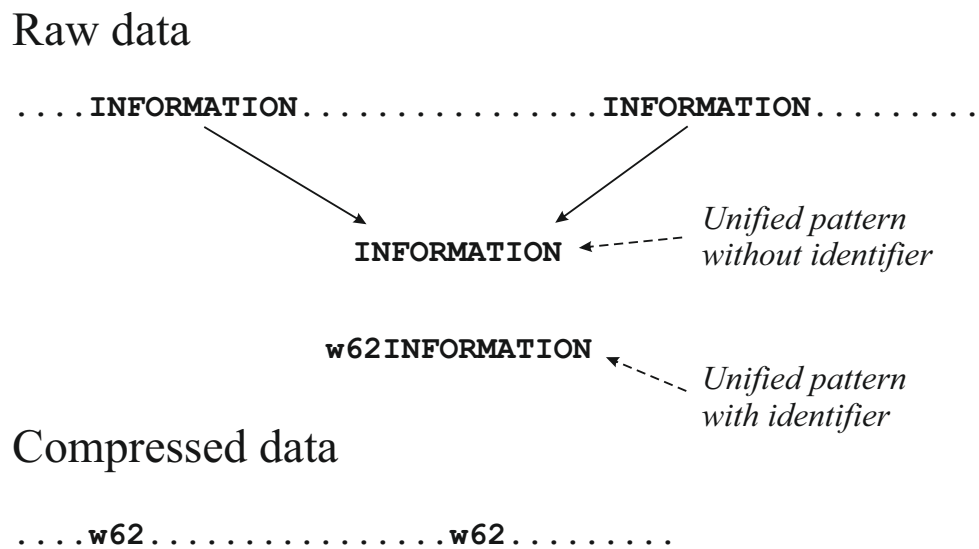 Raw data
....INFORMATION................INFORMATION.........
Unified pattern
without identifier
INFORMATION
w62INFORMATION
Unified pattern
with identifier
Compressed data
....w62................w62.........